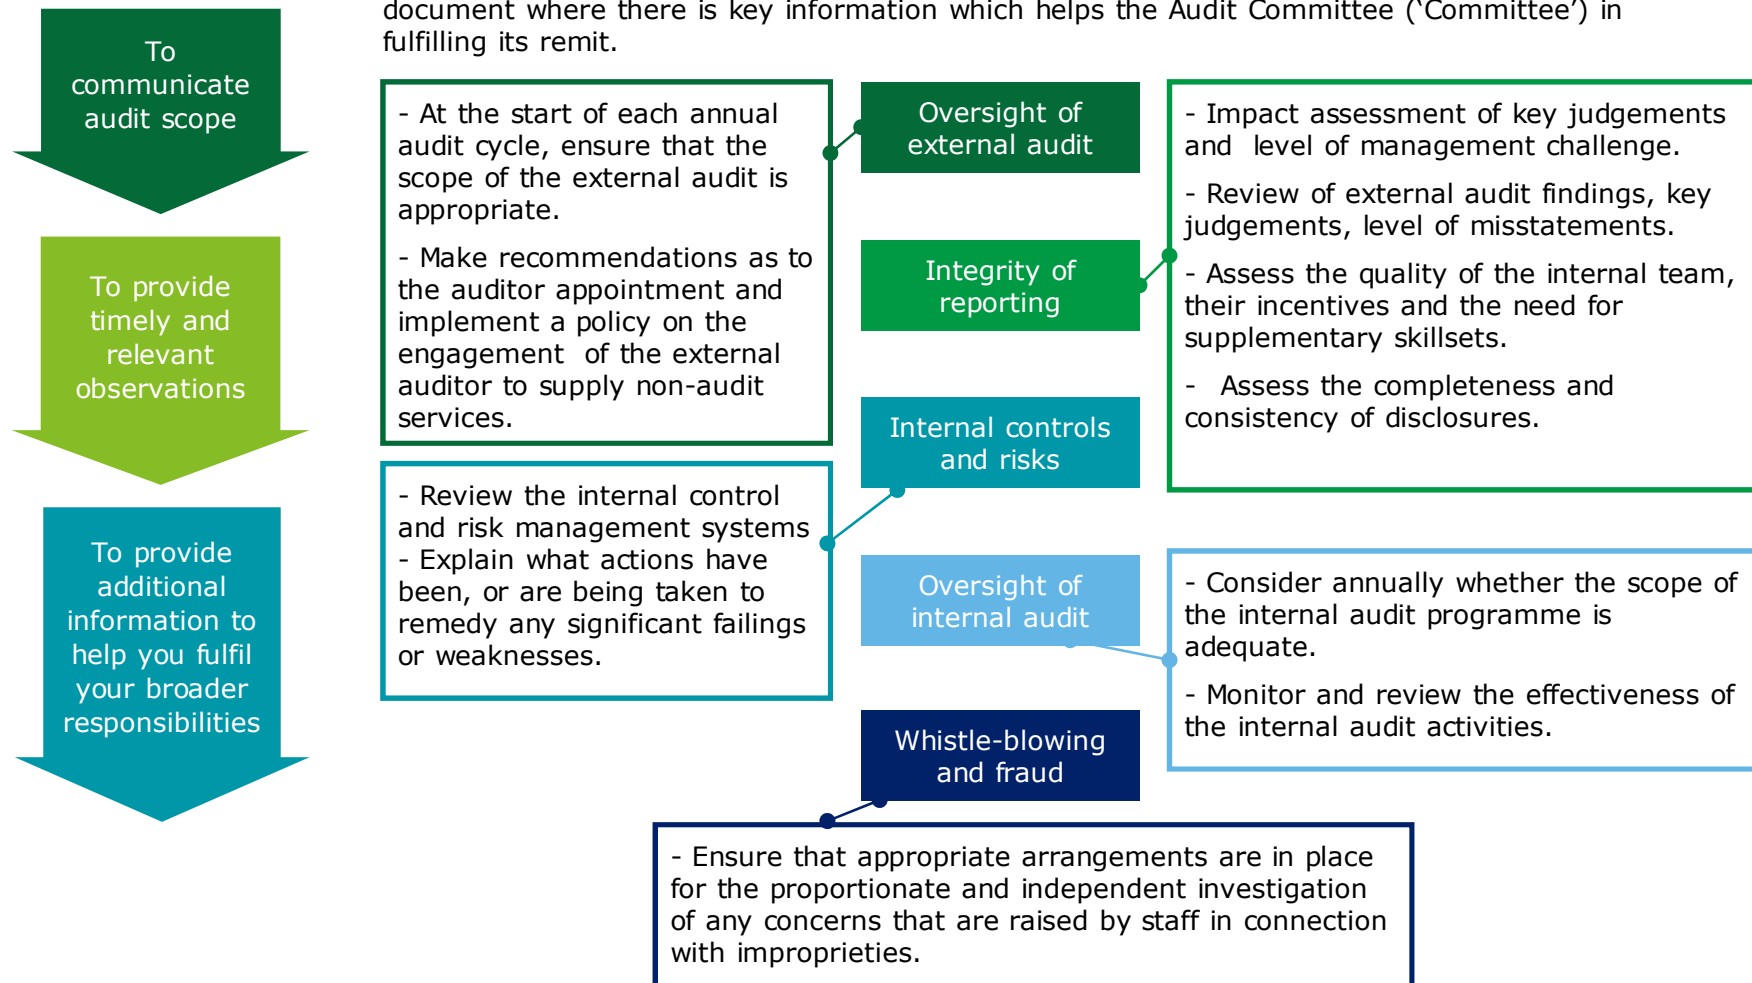 document where there is key information which helps the Audit Committee (‘Committee’) in
fulfilling its remit.
To
communicate
audit scope
To provide
timely and
relevant
observations
To provide
additional
information to
help you fulfil
your broader
responsibilities
- At the start of each annual
audit cycle, ensure that the
scope of the external audit is
appropriate.
- Make recommendations as to
the auditor appointment and
implement a policy on the
engagement  of the external
auditor to supply non-audit
services.
Oversight of
external audit
Integrity of
reporting
- Impact assessment of key judgements
and  level of management challenge.
- Review of external audit findings, key
judgements, level of misstatements.
- Assess the quality of the internal team,
their incentives and the need for
supplementary skillsets.
-   Assess the completeness and
consistency of disclosures.
Internal controls
and risks
- Review the internal control
and risk management systems
- Explain what actions have
been, or are being taken to
remedy any significant failings
or weaknesses.
Oversight of
internal audit
- Consider annually whether the scope of
the internal audit programme is
adequate.
- Monitor and review the effectiveness of
the internal audit activities.
Whistle-blowing
and fraud
- Ensure that appropriate arrangements are in place
for the proportionate and independent investigation
of any concerns that are raised by staff in connection
with improprieties.